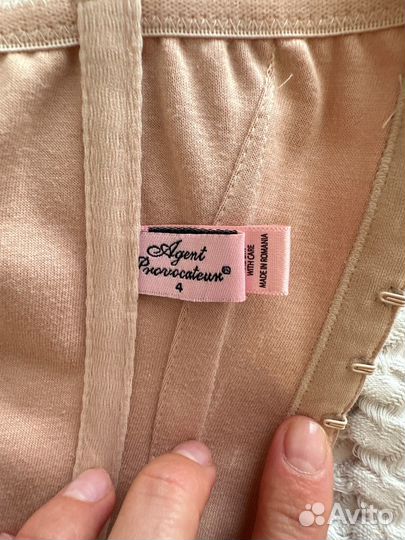 Agent
Provocateur®
4
WITH CARE
MADE IN ROMANIA
Avito